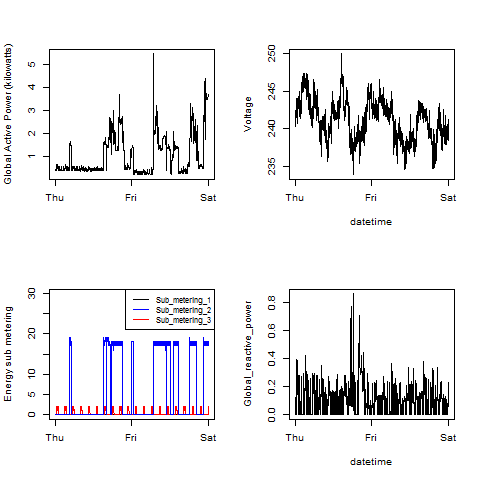 Global Active Power (kilowatts)
5
4
3
2
1
Thu Fri Sat
Voltage
250
245
240
235
Thu Fri Sat
datetime
Energy sub metering
30
20
10
0
Sub_metering_1
Sub_metering_2
Sub_metering_3
Thu Fri Sat
Global_reactive_power
0.8
0.6
0.4
0.2
0.0
Thu Fri Sat
datetime